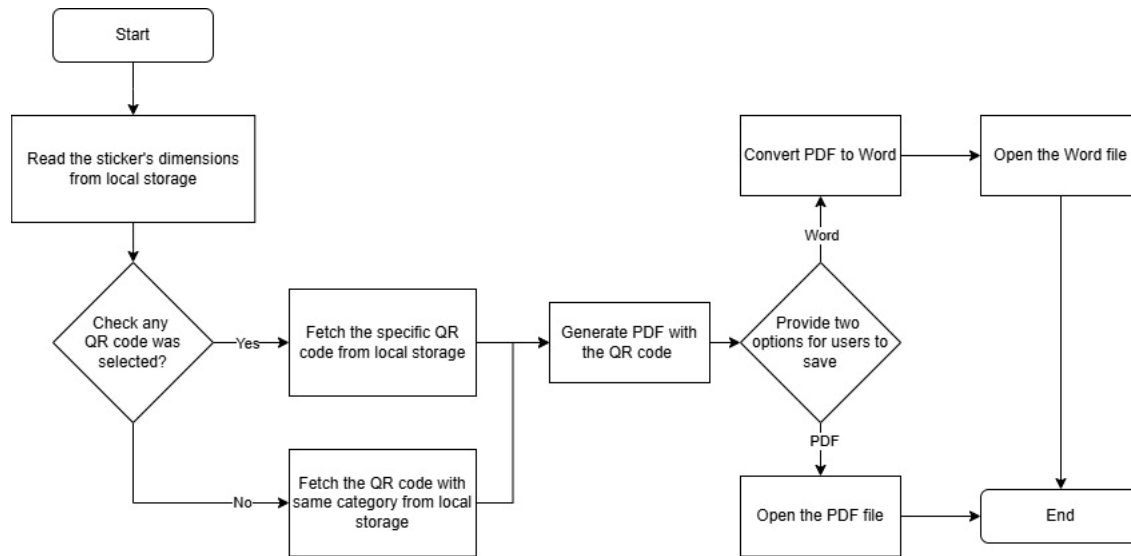 Start
Read the sticker's dimensions
from local storage
Check any
QR code was
selected?
Yes
Fetch the specific QR
code from local storage
No
Fetch the QR code with
same category from local
storage
Generate PDF with
the QR code
Provide two
options for users to
save
Word
Convert PDF to Word
Open the Word file
PDF
Open the PDF file
End